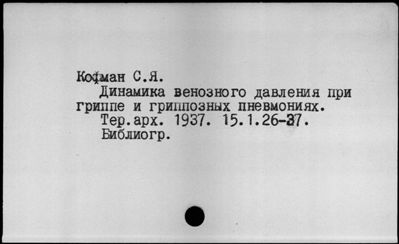 Кофман С.Я.
Динамика венозного давления при
гриппе и гриппозных пневмониях.
Тер.арх. 1937. 15.1.26-37.
Библиогр.